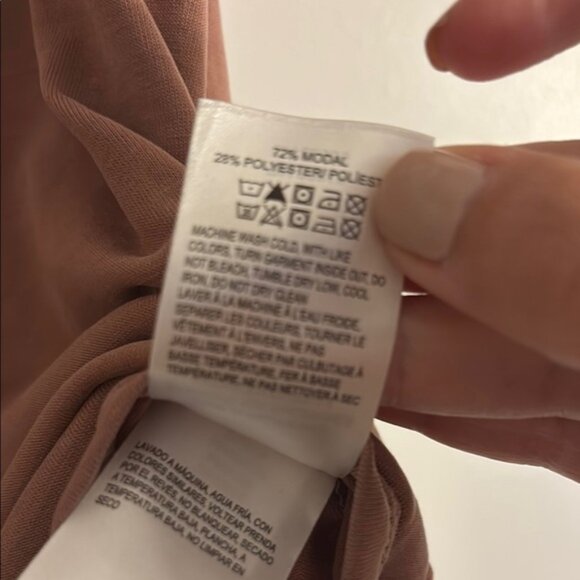 72% MODAL
28% POLYESTER/ POLIEST
MACHINE WASH COLD, WITH LIKE
COLORS, TURN GARMENT INSIDE OUT, DO
NOT BLEACH, TUMBLE DRY LOW, COOL
IRON, DO NOT DRY CLEAN
LAVER À LA MACHINE À L'EAU FROIDE,
SÉPARER LES COULEURS, TOURNER LE
VÊTEMENT À L'ENVERS, NE PAS
JAVELLISER, SÉCHER PAR CULBUTAGE À
BASSE TEMPÉRATURE, FER À BASSE
TEMPÉRATURE, NE PAS NETTOYER À SEC
LAVADO A MÁQUINA, AGUA FRÍA, CON
COLORES SIMILARES, VOLTEAR PRENDA
POR EL REVÉS, NO BLANQUEAR, SECADO
A TEMPERATURA BAJA, PLANCHA, A
TEMPERATURA BAJA, NO LIMPIAR EN
SECO